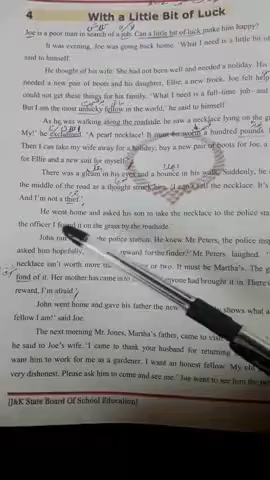 4 With a Little Bit of Luck
Joe is a poor man in search of a job. Can a little bit of luck make him happy?
It was evening, Joe was going back home. 'What I need is a little bit of
said to himself.
He thought of his wife. She had not been well and needed a holiday. His
needed a new pair of boots and his daughter, Ellie; a new frock. Joe felt
could not get these things for his family. 'What I need is a full-time job - and
But I am the most unlucky fellow in the world,' he said to himself
As he was walking along the roadside, he saw a necklace lying on the
My!' he exclaimed. 'A pearl necklace! It must be worth a hundred pounds
Then I can take my wife away for a holiday, buy a new pair of boots for Joe, a
for Ellie and a new suit for myself.
There was a gleam in his eyes and a bounce in his walk. Suddenly, he
the middle of the road as a thought struck him. 'I can't sell the necklace. It's
And I'm not a thief.'
He went home and asked his son to take the necklace to the police
the officer I found it on the grass by the roadside.
John the police station. He knew Mr Peters, the police
asked him hopefully, reward for the finder?' Mr Peters laughed.
necklace isn't worth more or two. It must be Martha's. The
fond of it. Her mother has come anyone had brought it in. There's
reward, I'm afraid.'
John went home and gave his father the new shows what a
fellow I am!' said Joe.
The next morning Mr. Jones, Martha's father, came to
he said to Joe's wife. 'I came to thank your husband for returning
want him to work for me as a gardener. I want an honest fellow. My old
very dishonest. Please ask him to come and see me.' Joe went to see him the
[J&K State Board Of School Education]